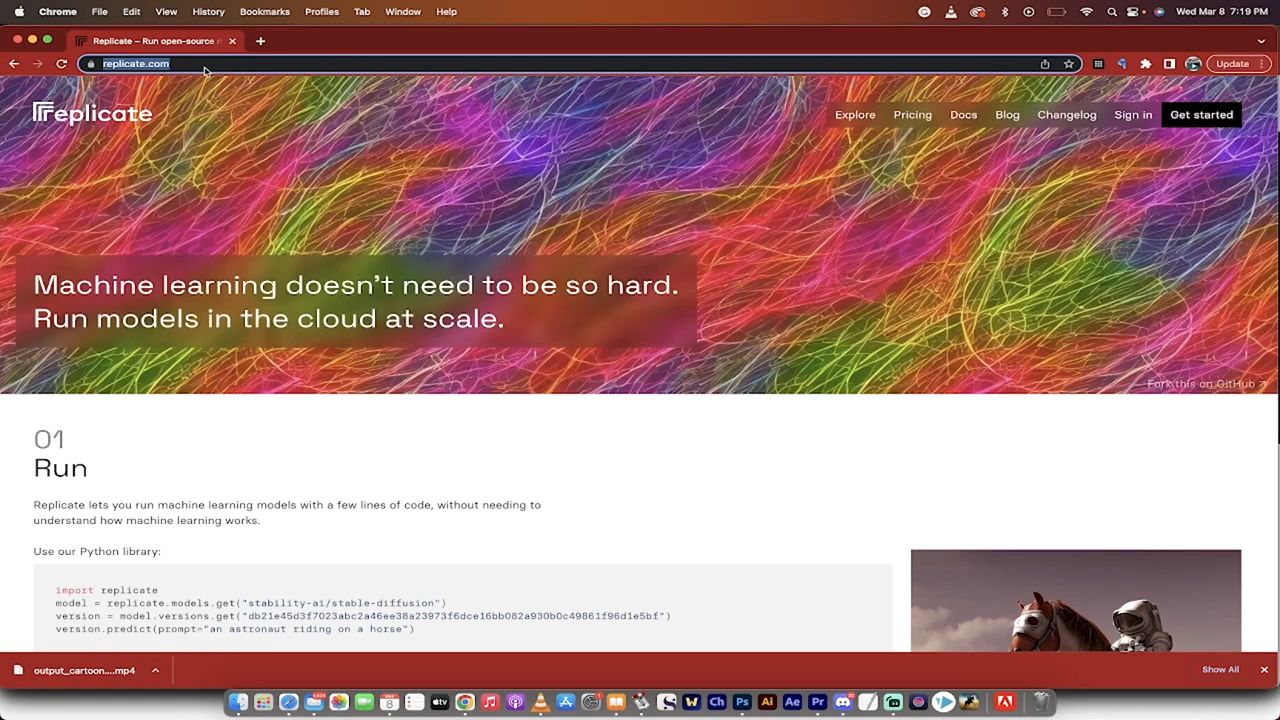 Chrome File Edit View History Bookmarks Profiles Tab Window Help Wed Mar 8 7:19 PM
Replicate – Run open-source
replicate.com Update
replicate Explore Pricing Docs Blog Changelog Sign in Get started
Machine learning doesn't need to be so hard.
Run models in the cloud at scale.
Fork this on GitHub ↗
01
Run
Replicate lets you run machine learning models with a few lines of code, without needing to
understand how machine learning works.
Use our Python library:
import replicate
model = replicate.models.get("stability-ai/stable-diffusion")
version = model.versions.get("db21e45d3f7023abc2a46ee38a23973f6dce16bb082a930b0c49861f96d1e5bf")
version.predict(prompt="an astronaut riding on a horse")
output_cartoon....mp4 Show All